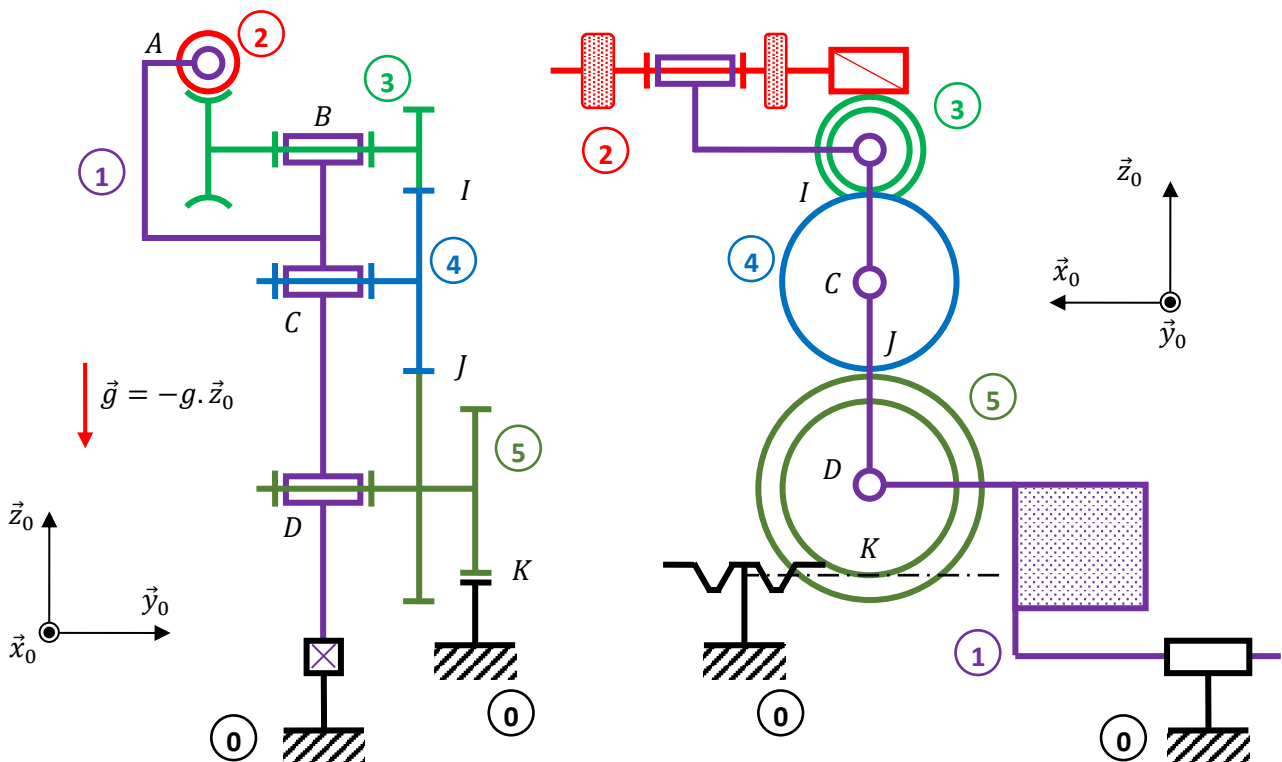 A
2
3
B
1
I
4
C
J
g⃗ = −g. z⃗₀
5
D
z⃗₀
K
y⃗₀
x⃗₀
0
0
2
3
I
z⃗₀
4
C
x⃗₀
y⃗₀
J
5
D
K
1
0
0